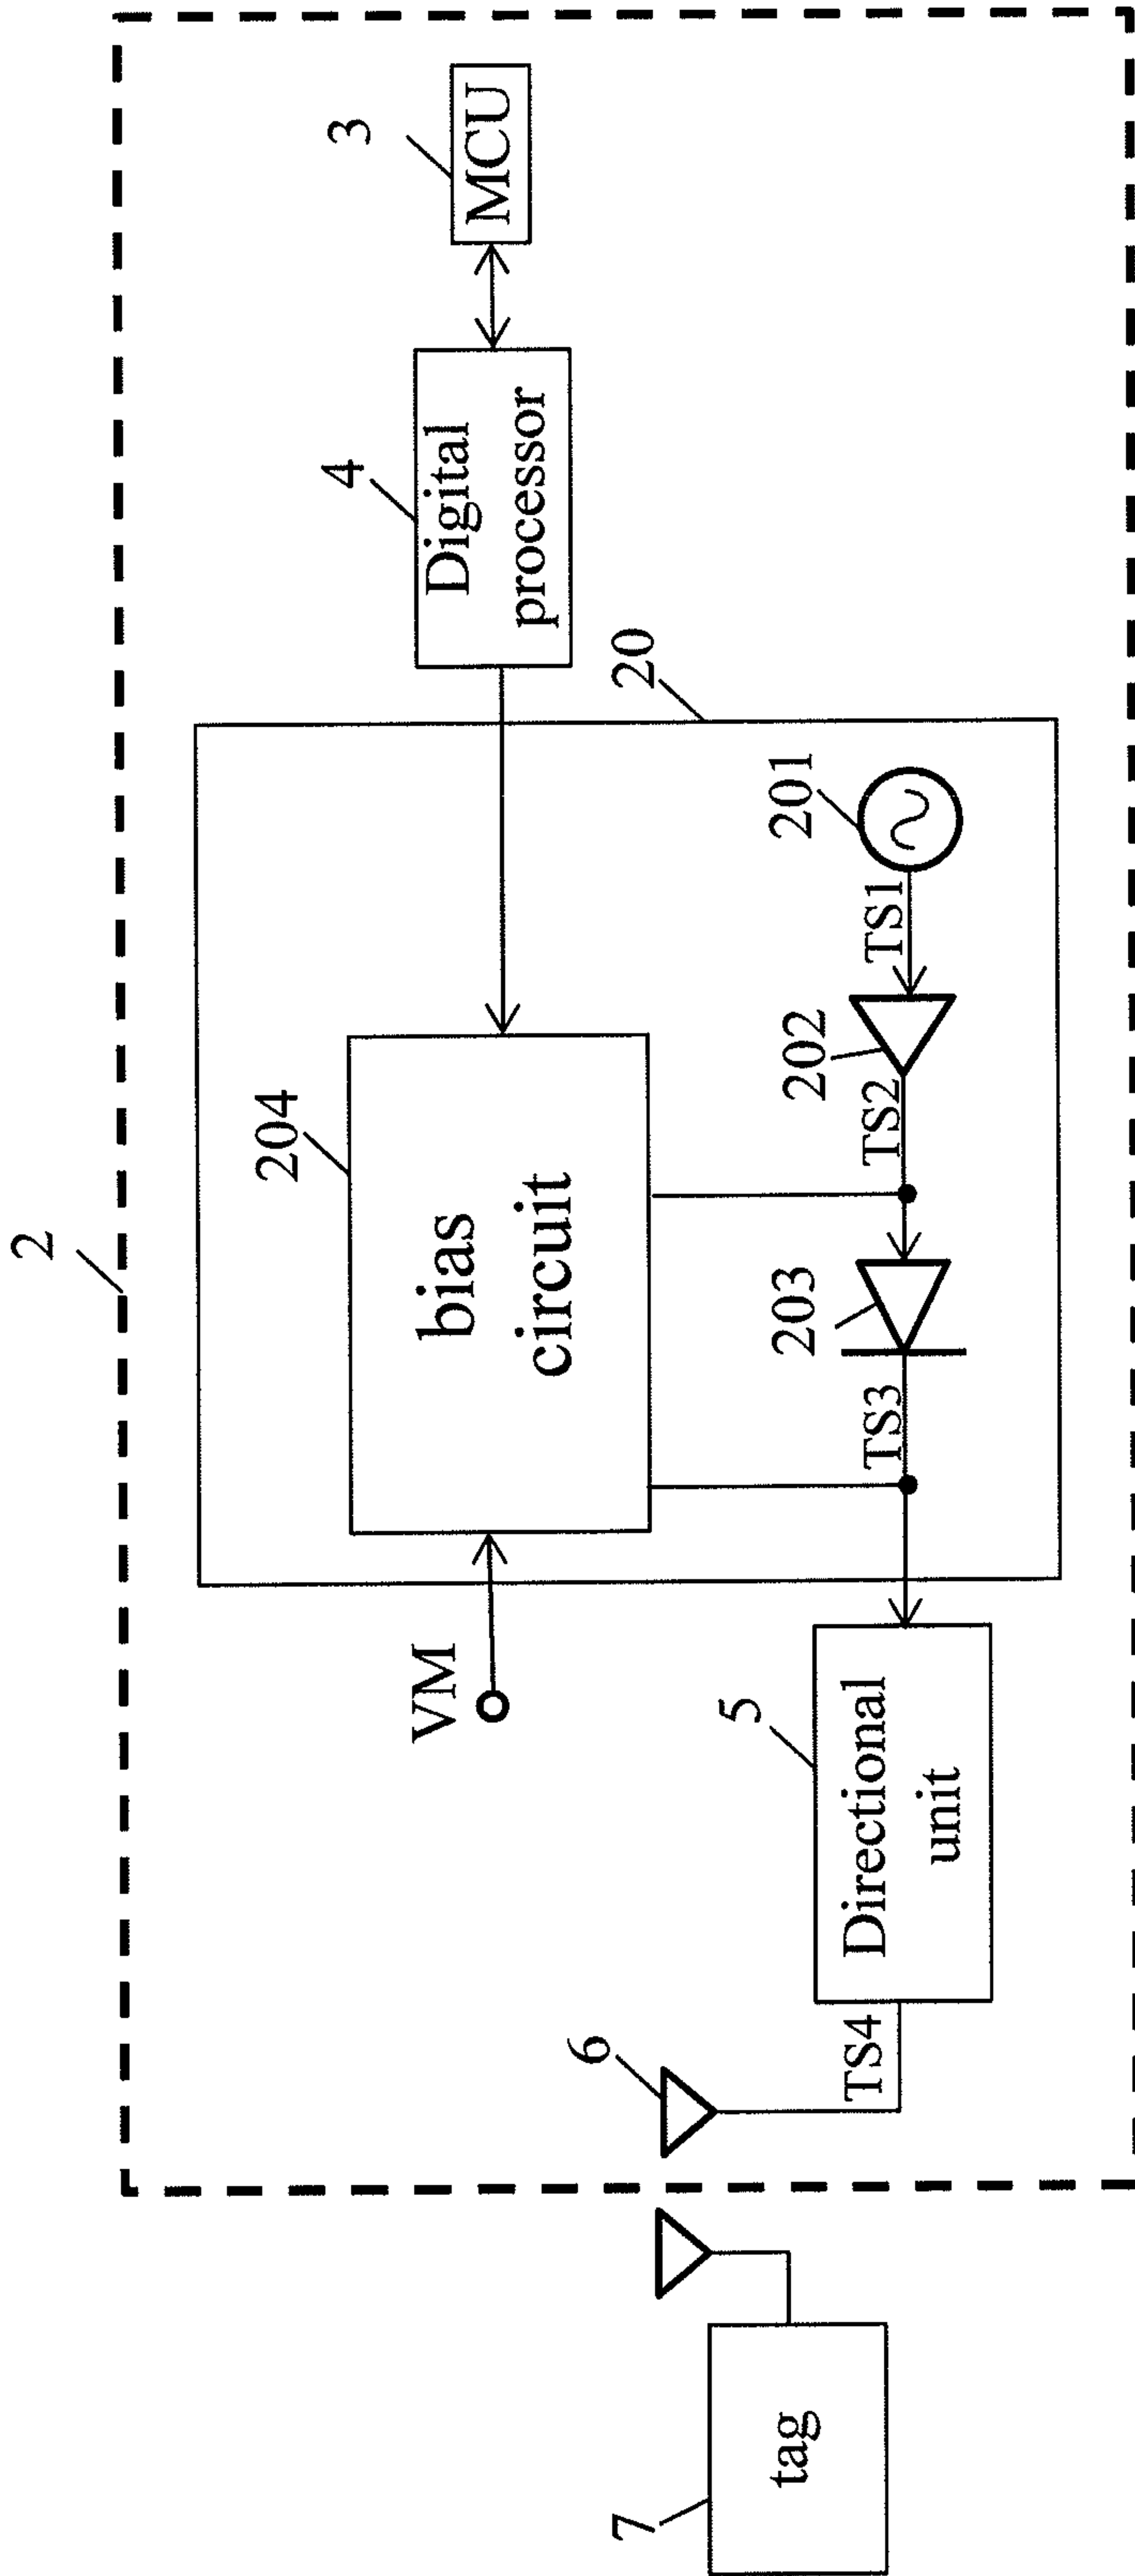 2
7
tag
6
TS4
VM
5
Directional
unit
204
bias
circuit
TS3
203
TS2
202
TS1
201
20
4
Digital
processor
3
MCU